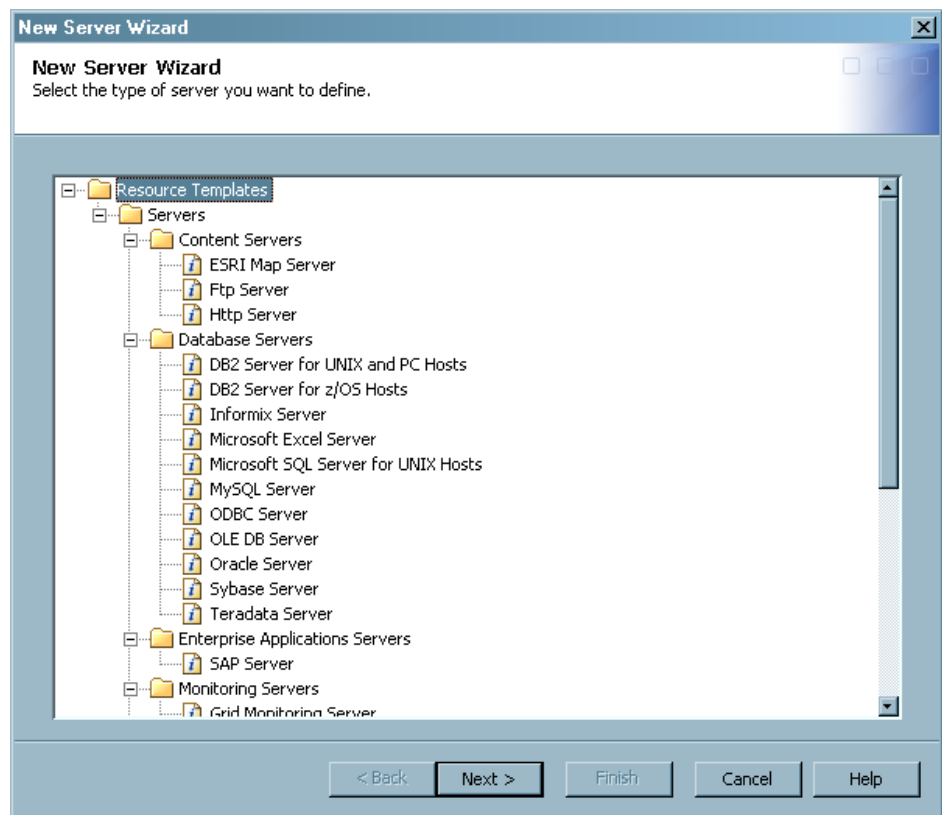 New Server Wizard
New Server Wizard
Select the type of server you want to define.
Resource Templates
Servers
Content Servers
ESRI Map Server
Ftp Server
Http Server
Database Servers
DB2 Server for UNIX and PC Hosts
DB2 Server for z/OS Hosts
Informix Server
Microsoft Excel Server
Microsoft SQL Server for UNIX Hosts
MySQL Server
ODBC Server
OLE DB Server
Oracle Server
Sybase Server
Teradata Server
Enterprise Applications Servers
SAP Server
Monitoring Servers
Grid Monitoring Server
< Back Next > Finish Cancel Help